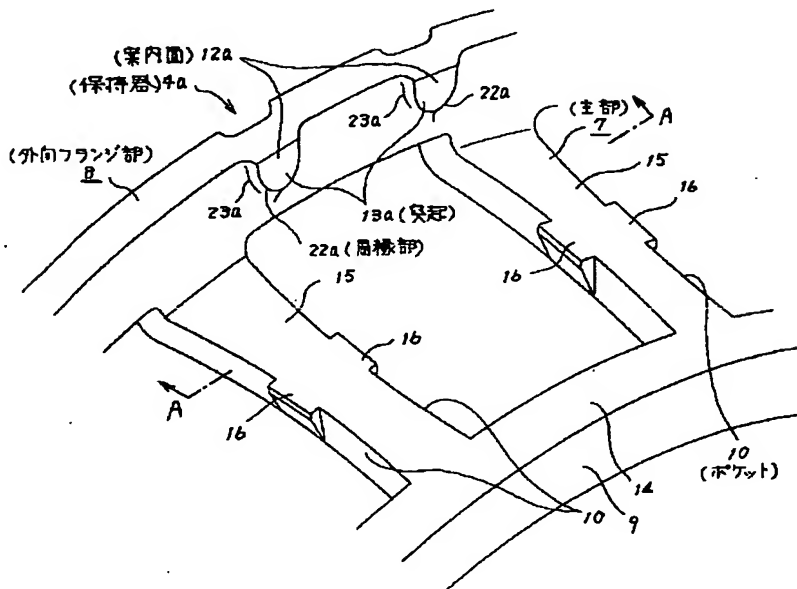 (案内面) 12a
(保持器) 4a
23a
22a
(主部)
7
A
15
16
(外向フランジ部)
8
23a
13a (突起)
22a (周縁部)
16
15
16
A
16
10
(ポケット)
14
10
9